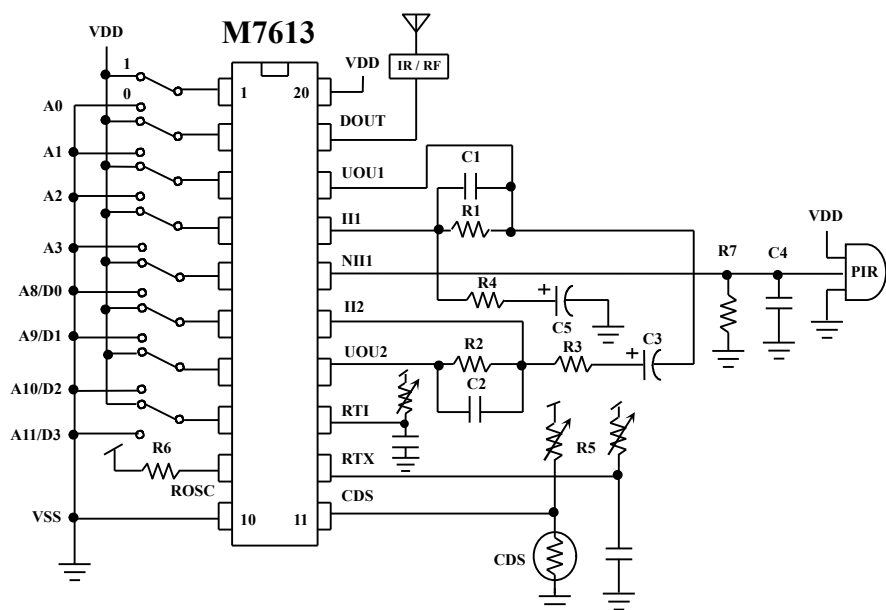 M7613
VDD
1
0
A0
A1
A2
A3
A8/D0
A9/D1
A10/D2
A11/D3
R6
ROSC
VSS
1
20
10
11
VDD
IR / RF
DOUT
UOU1
II1
NII1
II2
UOU2
RTI
RTX
CDS
C1
R1
R4
+
C5
R2
C2
R3
+
C3
R7
C4
VDD
PIR
R5
CDS